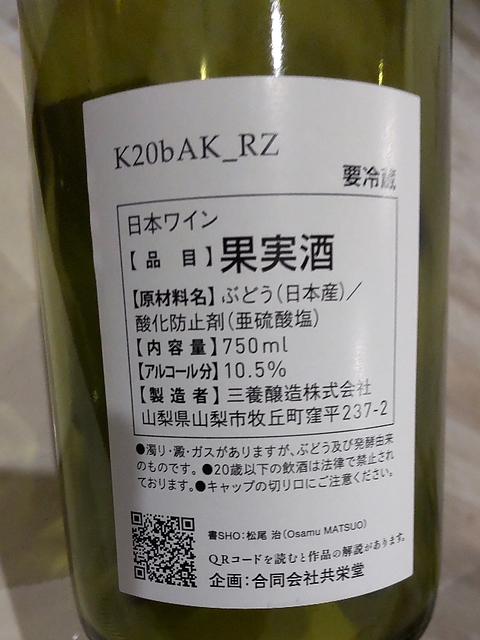 K20bAK_RZ
要冷蔵
日本ワイン
【品目】果実酒
【原材料名】ぶどう(日本産)/
酸化防止剤(亜硫酸塩)
【内容量】750ml
【アルコール分】10.5%
【製造者】三養醸造株式会社
山梨県山梨市牧丘町窪平237-2
●濁り・澱・ガスがありますが、ぶどう及び発酵由来
のものです。●20歳以下の飲酒は法律で禁止され
ております。●キャップの切り口にご注意ください。
書SHO:松尾 治(Osamu MATSUO)
QRコードを読むと作品の解説があります。
企画:合同会社共栄堂